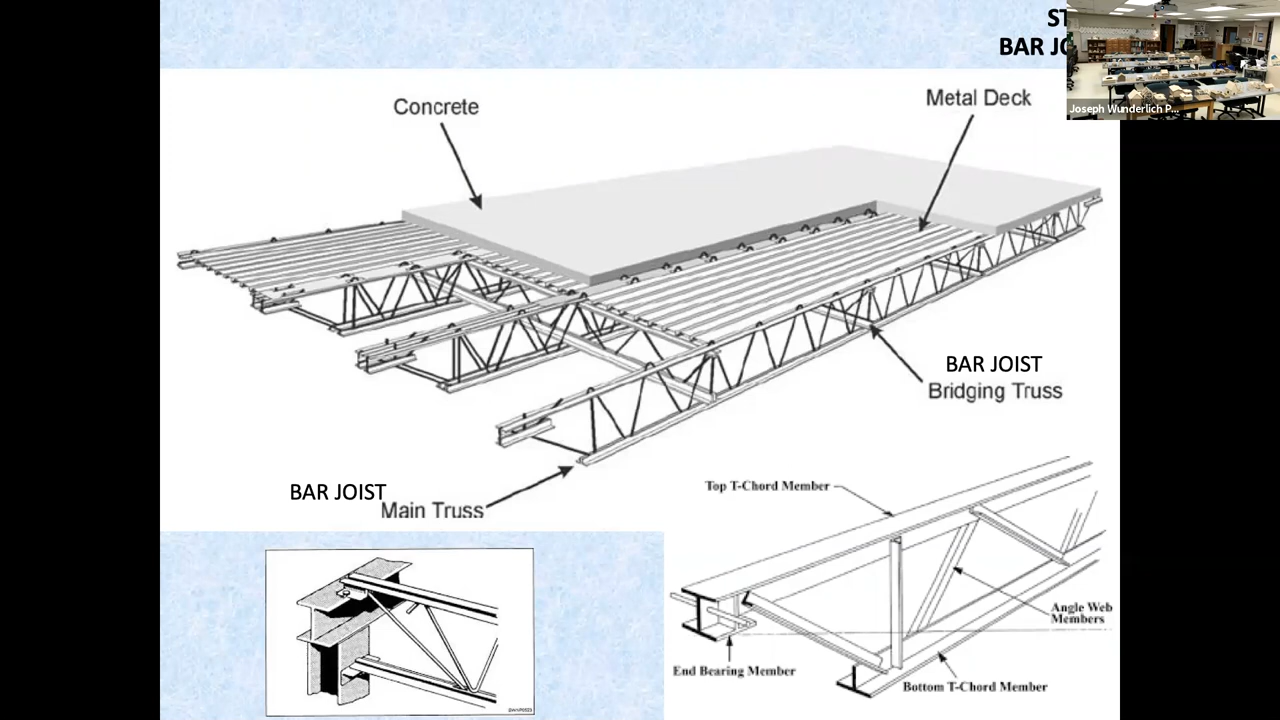 ST
BAR JO
Joseph Wunderlich P...
Concrete
Metal Deck
BAR JOIST
Bridging Truss
BAR JOIST
Main Truss
Top T-Chord Member
Angle Web
Members
End Bearing Member
Bottom T-Chord Member